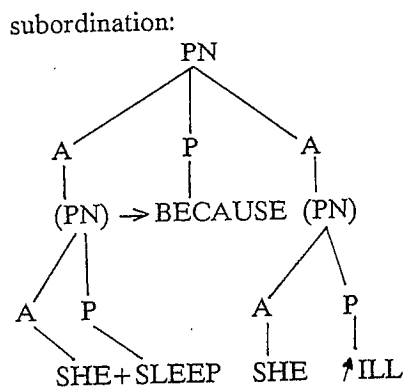 subordination:
PN
A P A
(PN) → BECAUSE (PN)
A P A P
SHE + SLEEP SHE ↑ILL